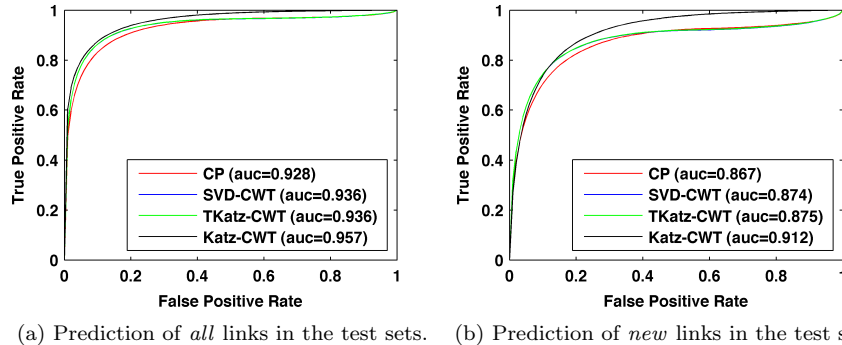 True Positive Rate
1
0.8
0.6
0.4
0.2
0
CP (auc=0.928)
SVD-CWT (auc=0.936)
TKatz-CWT (auc=0.936)
Katz-CWT (auc=0.957)
0 0.2 0.4 0.6 0.8 1
False Positive Rate
(a) Prediction of all links in the test sets.
True Positive Rate
1
0.8
0.6
0.4
0.2
0
CP (auc=0.867)
SVD-CWT (auc=0.874)
TKatz-CWT (auc=0.875)
Katz-CWT (auc=0.912)
0 0.2 0.4 0.6 0.8 1
False Positive Rate
(b) Prediction of new links in the test s